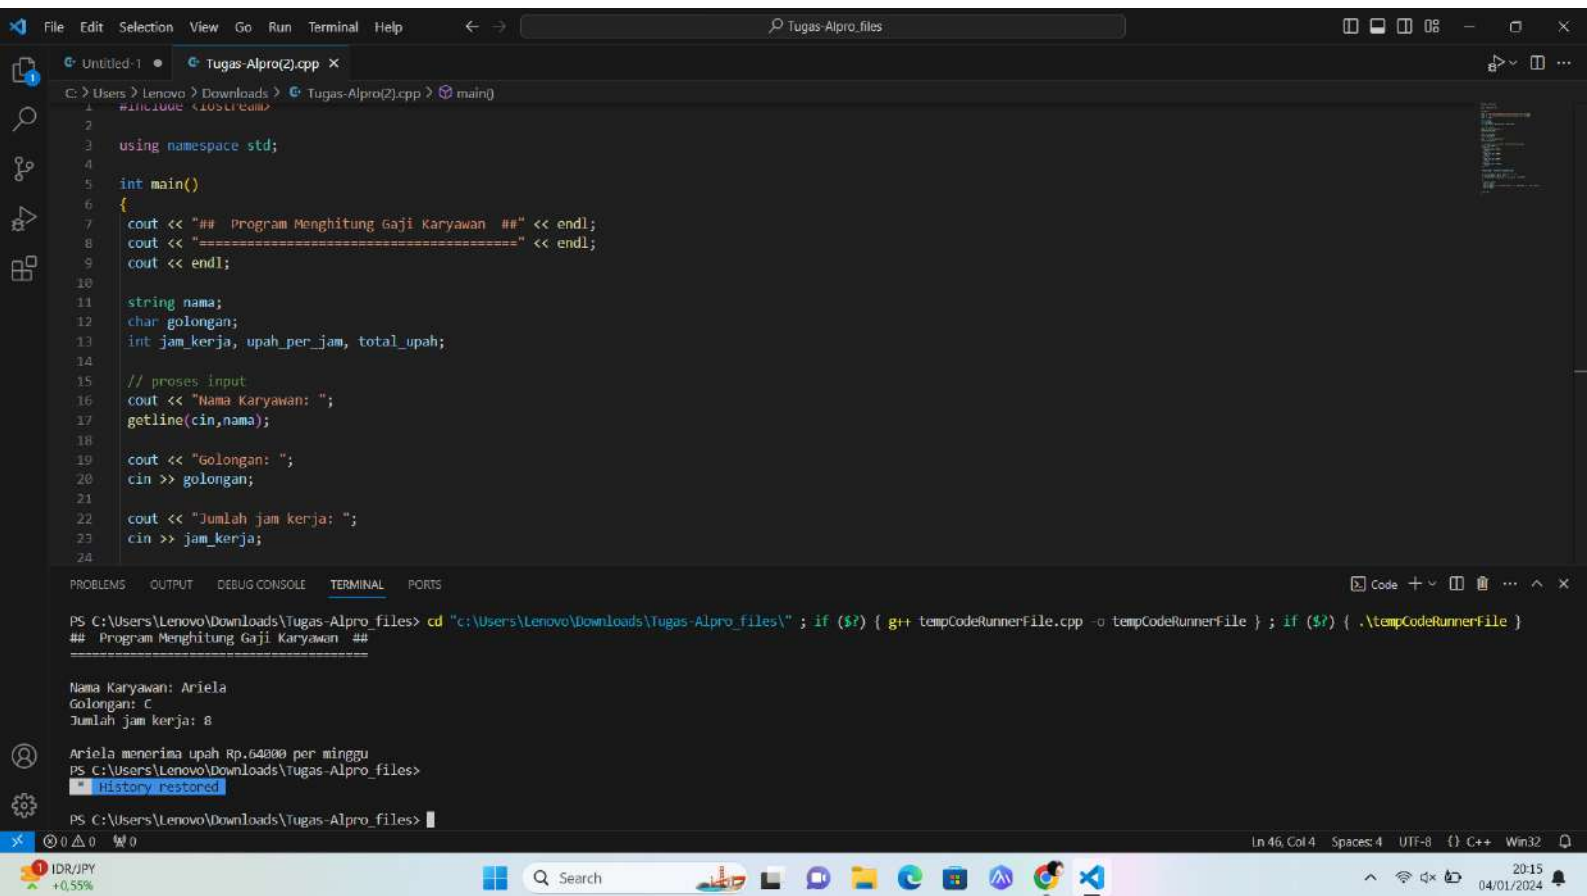 File Edit Selection View Go Run Terminal Help
Tugas-Alpro_files
Untitled-1
Tugas-Alpro(2).cpp
C: > Users > Lenovo > Downloads > Tugas-Alpro(2).cpp > main()
1 #include <iostream>
2
3 using namespace std;
4
5 int main()
6 {
7 cout << "##  Program Menghitung Gaji Karyawan  ##" << endl;
8 cout << "========================================" << endl;
9 cout << endl;
10
11 string nama;
12 char golongan;
13 int jam_kerja, upah_per_jam, total_upah;
14
15 // proses input
16 cout << "Nama Karyawan: ";
17 getline(cin,nama);
18
19 cout << "Golongan: ";
20 cin >> golongan;
21
22 cout << "Jumlah jam kerja: ";
23 cin >> jam_kerja;
24
PROBLEMS OUTPUT DEBUG CONSOLE TERMINAL PORTS
Code
PS C:\Users\Lenovo\Downloads\Tugas-Alpro_files> cd "c:\Users\Lenovo\Downloads\Tugas-Alpro_files\" ; if ($?) { g++ tempCodeRunnerFile.cpp -o tempCodeRunnerFile } ; if ($?) { .\tempCodeRunnerFile }
##  Program Menghitung Gaji Karyawan  ##
========================================
Nama Karyawan: Ariela
Golongan: C
Jumlah jam kerja: 8
Ariela menerima upah Rp.64000 per minggu
PS C:\Users\Lenovo\Downloads\Tugas-Alpro_files>
* History restored
PS C:\Users\Lenovo\Downloads\Tugas-Alpro_files>
0 0 0
Ln 46, Col 4 Spaces: 4 UTF-8 {} C++ Win32
1 IDR/JPY
+0,55%
Search
20:15
04/01/2024